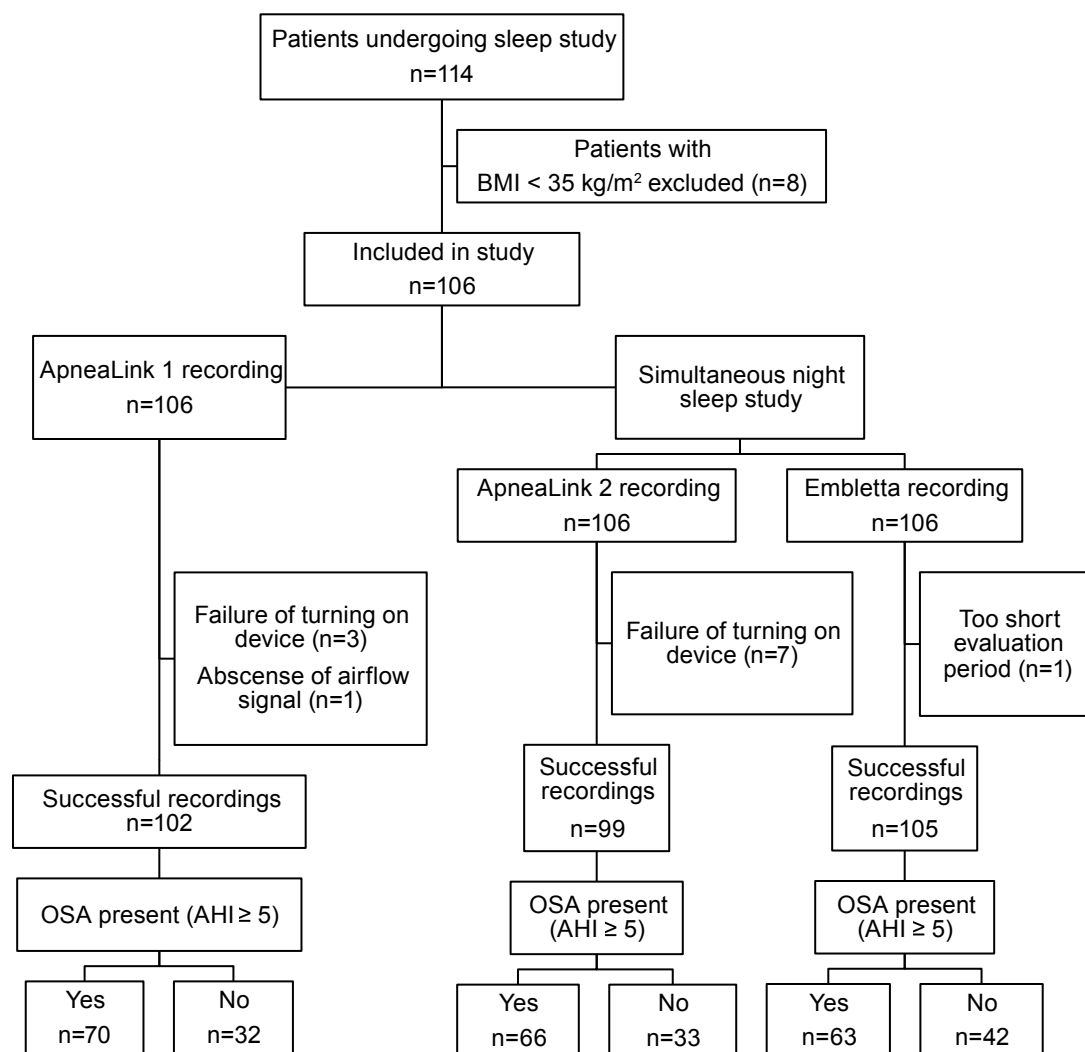 Patients undergoing sleep study
n=114
Patients with
BMI < 35 kg/m² excluded (n=8)
Included in study
n=106
ApneaLink 1 recording
n=106
Simultaneous night
sleep study
ApneaLink 2 recording
n=106
Embletta recording
n=106
Failure of turning on
device (n=3)
Abscense of airflow
signal (n=1)
Failure of turning on
device (n=7)
Too short
evaluation
period (n=1)
Successful recordings
n=102
Successful
recordings
n=99
Successful
recordings
n=105
OSA present (AHI ≥ 5)
OSA present
(AHI ≥ 5)
OSA present
(AHI ≥ 5)
Yes
n=70
No
n=32
Yes
n=66
No
n=33
Yes
n=63
No
n=42